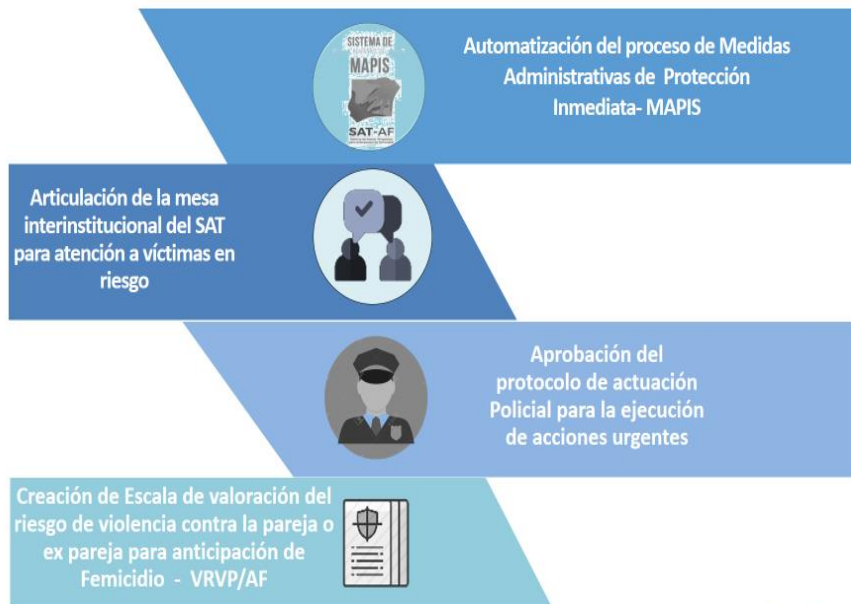 SISTEMA DE
MAPIS
SAT-AF
Automatización del proceso de Medidas
Administrativas de Protección
Inmediata- MAPIS
Articulación de la mesa
interinstitucional del SAT
para atención a víctimas en
riesgo
Aprobación del
protocolo de actuación
Policial para la ejecución
de acciones urgentes
Creación de Escala de valoración del
riesgo de violencia contra la pareja o
ex pareja para anticipación de
Femicidio - VRVP/AF